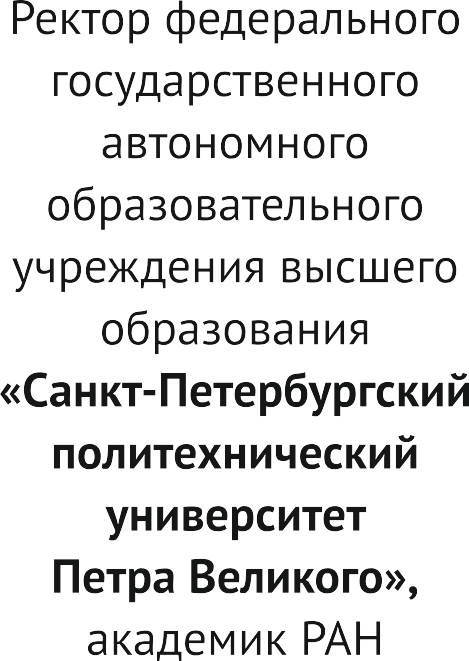 Ректор федерального
государственного
автономного
образовательного
учреждения высшего
образования
«Санкт-Петербургский
политехнический
университет
Петра Великого»,
академик РАН